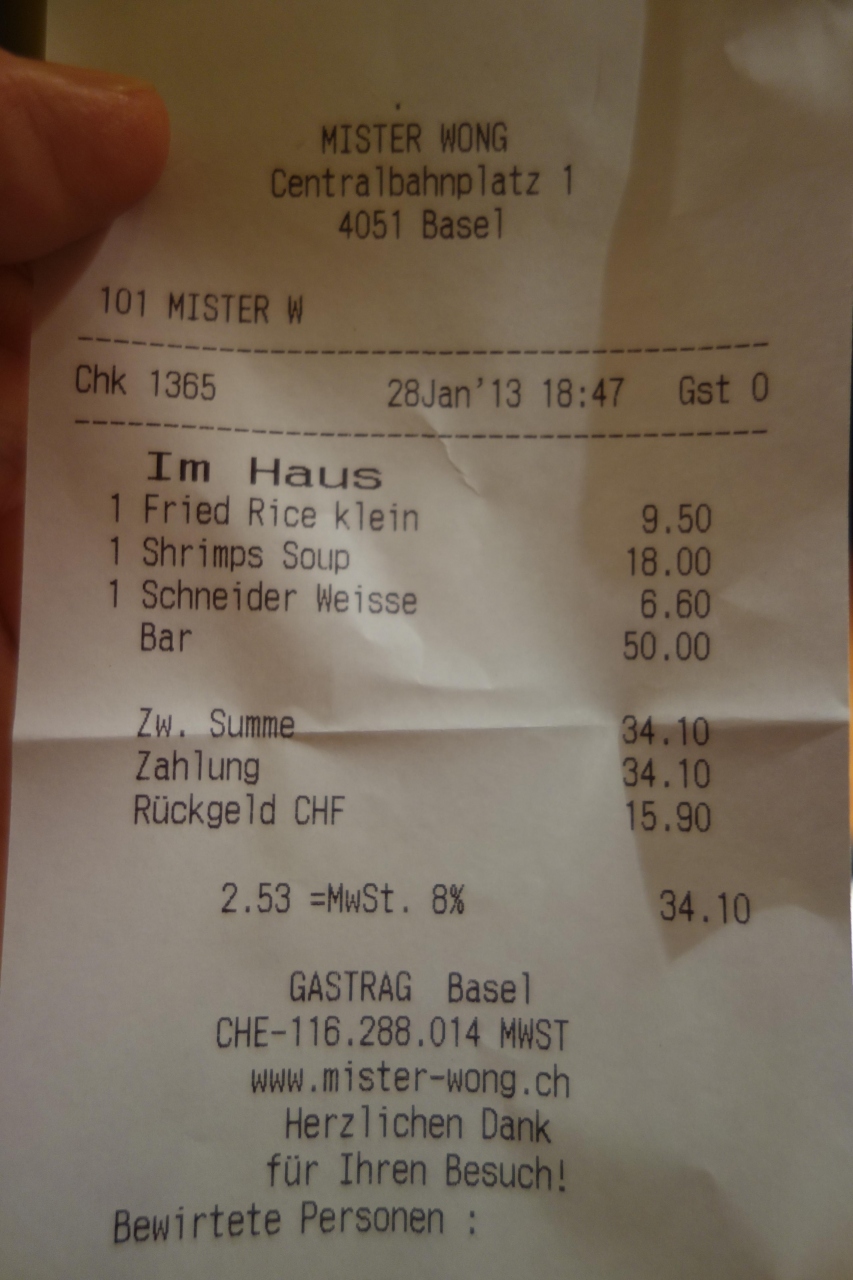 MISTER WONG
Centralbahnplatz 1
4051 Basel
101 MISTER W
Chk 1365 28Jan'13 18:47 Gst 0
Im Haus
1 Fried Rice klein 9.50
1 Shrimps Soup 18.00
1 Schneider Weisse 6.60
Bar 50.00
Zw. Summe 34.10
Zahlung 34.10
Rückgeld CHF 15.90
2.53 =MwSt. 8% 34.10
GASTRAG Basel
CHE-116.288.014 MWST
www.mister-wong.ch
Herzlichen Dank
für Ihren Besuch!
Bewirtete Personen :